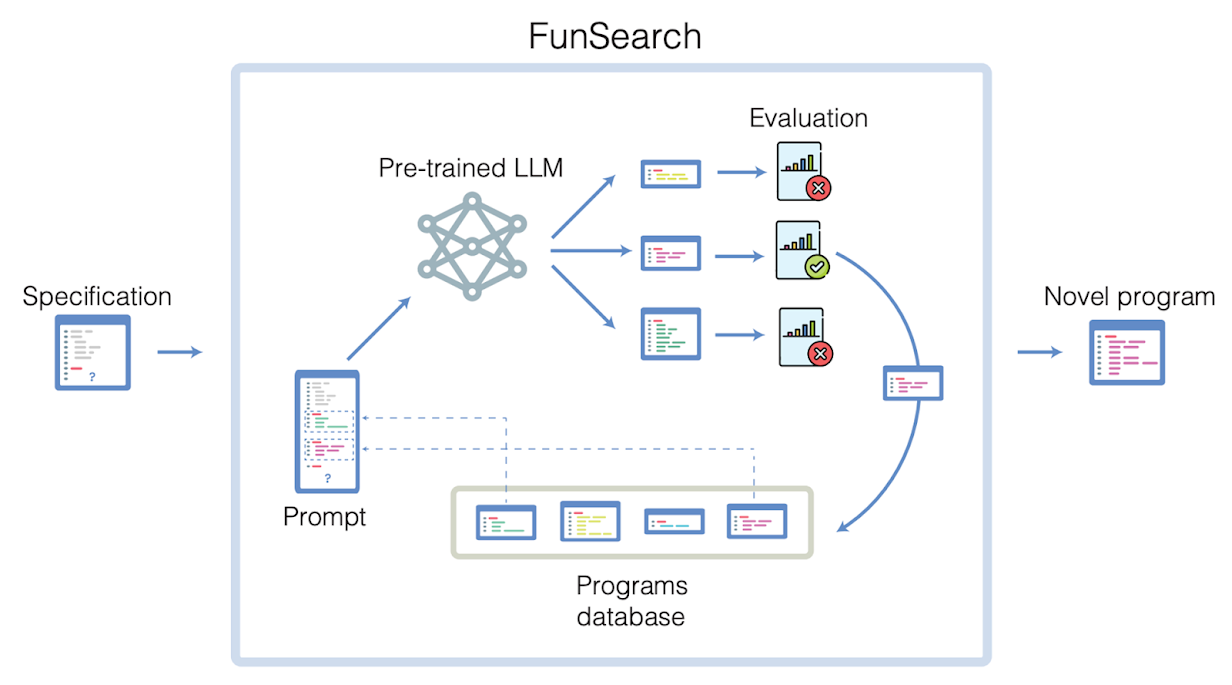 FunSearch
Evaluation
Pre-trained LLM
Specification
?
Novel program
?
Prompt
Programs
database